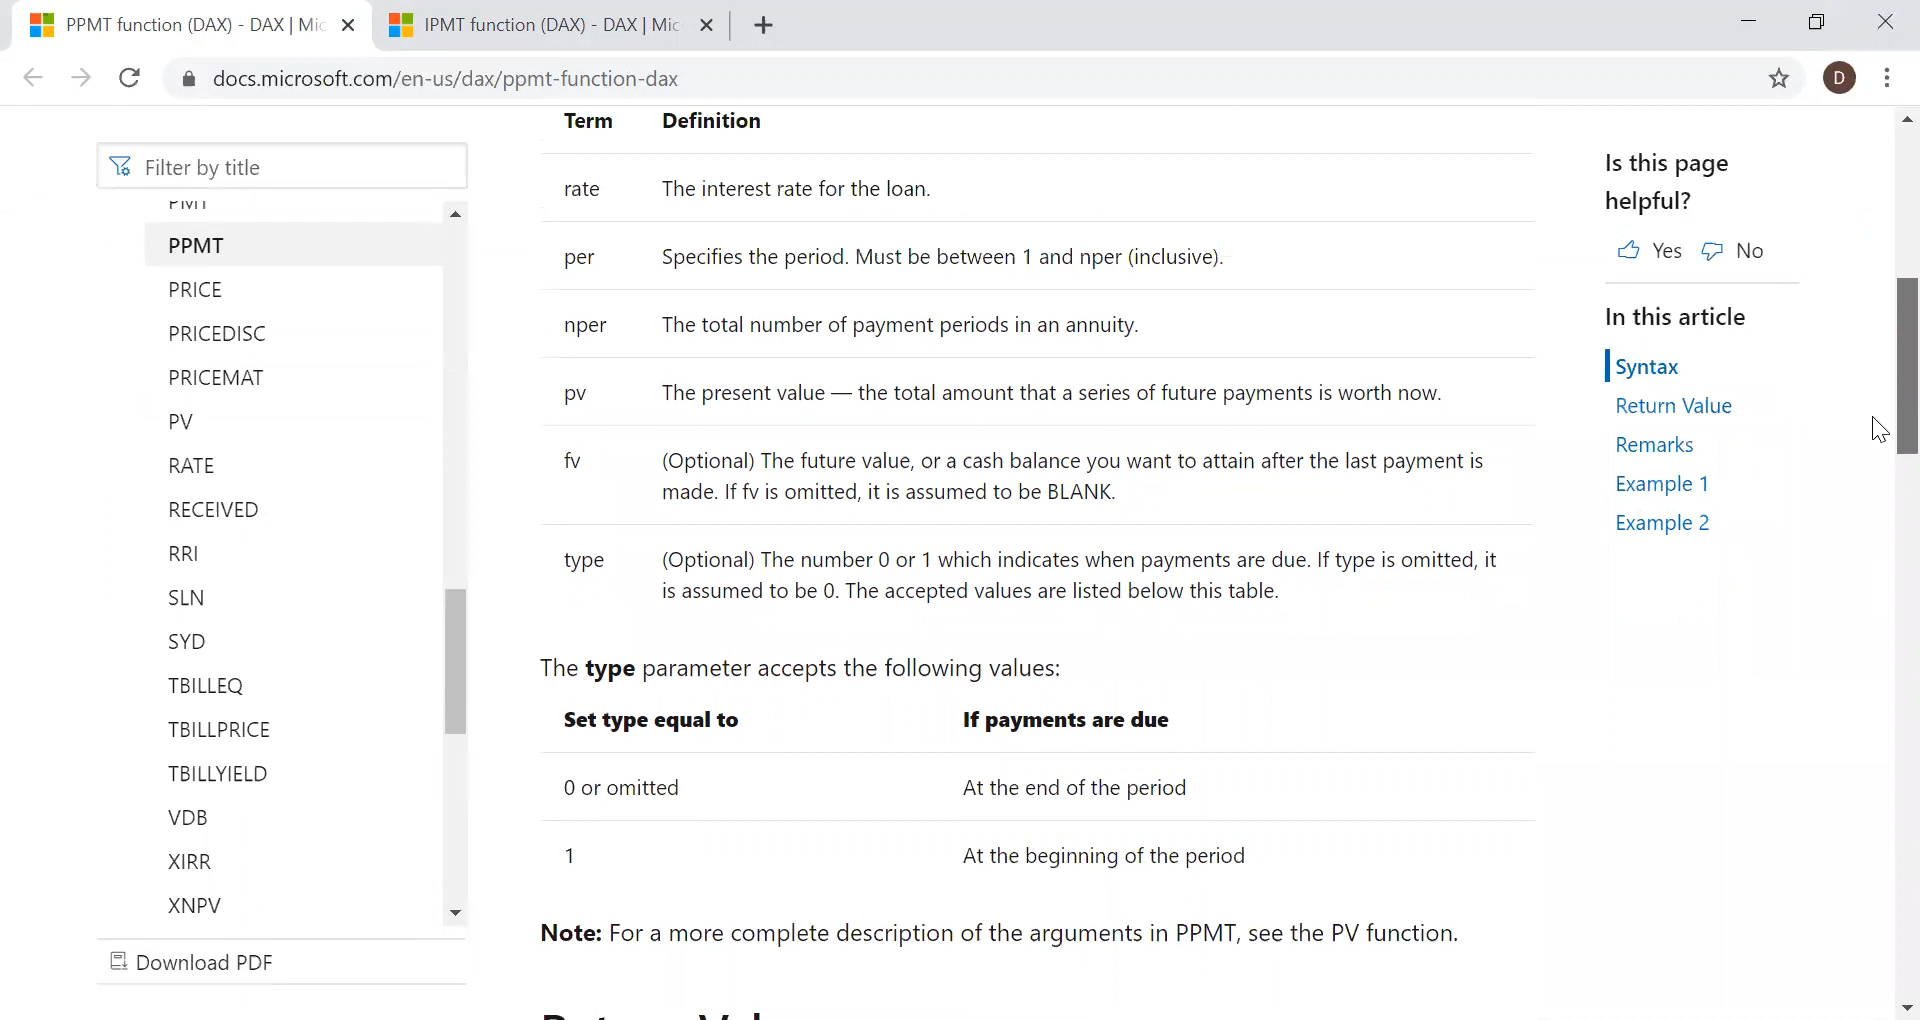 PPMT function (DAX) - DAX | Mic
IPMT function (DAX) - DAX | Mic
docs.microsoft.com/en-us/dax/ppmt-function-dax
D
Filter by title
PMT
PPMT
PRICE
PRICEDISC
PRICEMAT
PV
RATE
RECEIVED
RRI
SLN
SYD
TBILLEQ
TBILLPRICE
TBILLYIELD
VDB
XIRR
XNPV
Download PDF
Term Definition
rate The interest rate for the loan.
per Specifies the period. Must be between 1 and nper (inclusive).
nper The total number of payment periods in an annuity.
pv The present value — the total amount that a series of future payments is worth now.
fv (Optional) The future value, or a cash balance you want to attain after the last payment is
made. If fv is omitted, it is assumed to be BLANK.
type (Optional) The number 0 or 1 which indicates when payments are due. If type is omitted, it
is assumed to be 0. The accepted values are listed below this table.
The type parameter accepts the following values:
Set type equal to If payments are due
0 or omitted At the end of the period
1 At the beginning of the period
Note: For a more complete description of the arguments in PPMT, see the PV function.
Is this page
helpful?
Yes No
In this article
Syntax
Return Value
Remarks
Example 1
Example 2